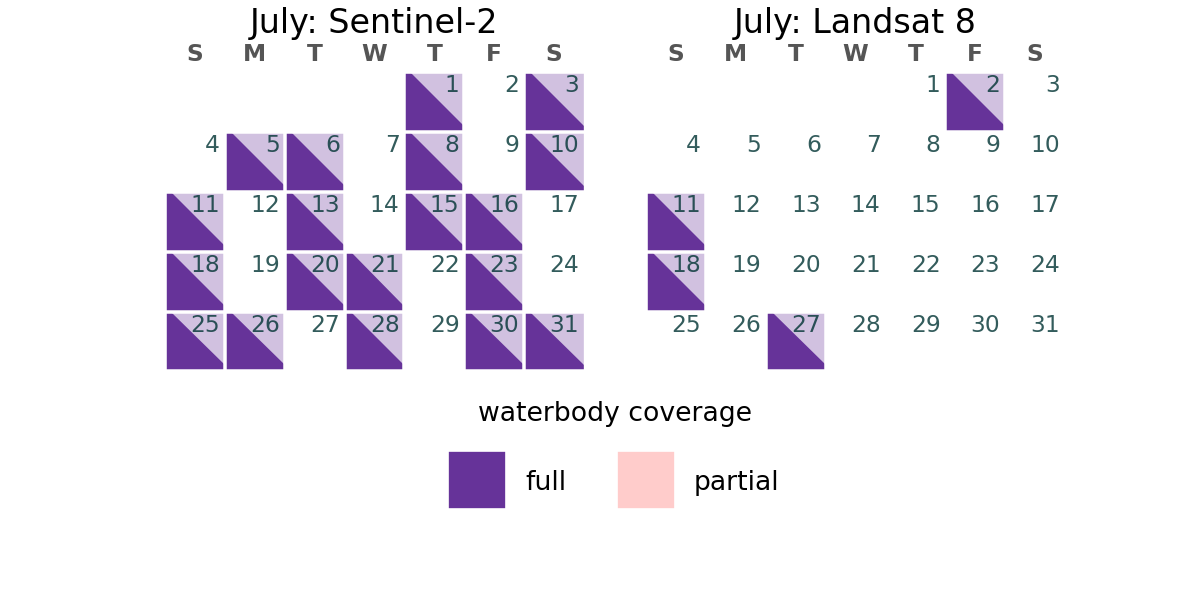 July: Sentinel-2
S M T W T F S
1 2 3
4 5 6 7 8 9 10
11 12 13 14 15 16 17
18 19 20 21 22 23 24
25 26 27 28 29 30 31
July: Landsat 8
S M T W T F S
1 2 3
4 5 6 7 8 9 10
11 12 13 14 15 16 17
18 19 20 21 22 23 24
25 26 27 28 29 30 31
waterbody coverage
full partial